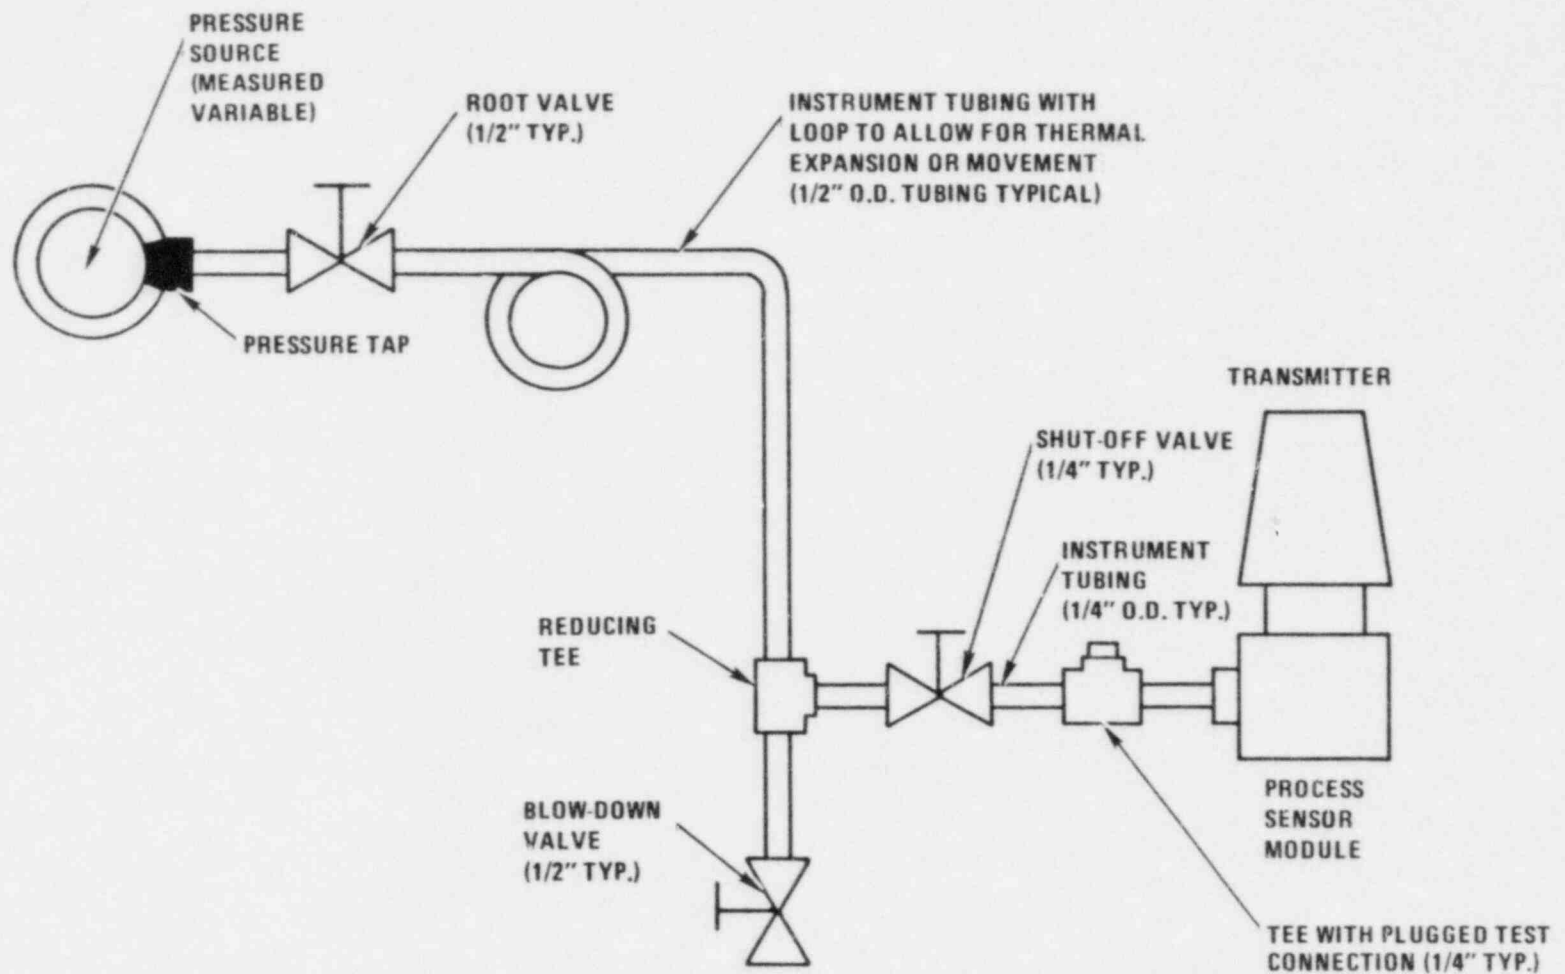 PRESSURE
SOURCE
(MEASURED
VARIABLE)
ROOT VALVE
(1/2" TYP.)
INSTRUMENT TUBING WITH
LOOP TO ALLOW FOR THERMAL
EXPANSION OR MOVEMENT
(1/2" O.D. TUBING TYPICAL)
PRESSURE TAP
TRANSMITTER
SHUT-OFF VALVE
(1/4" TYP.)
INSTRUMENT
TUBING
(1/4" O.D. TYP.)
REDUCING
TEE
BLOW-DOWN
VALVE
(1/2" TYP.)
PROCESS
SENSOR
MODULE
TEE WITH PLUGGED TEST
CONNECTION (1/4" TYP.)